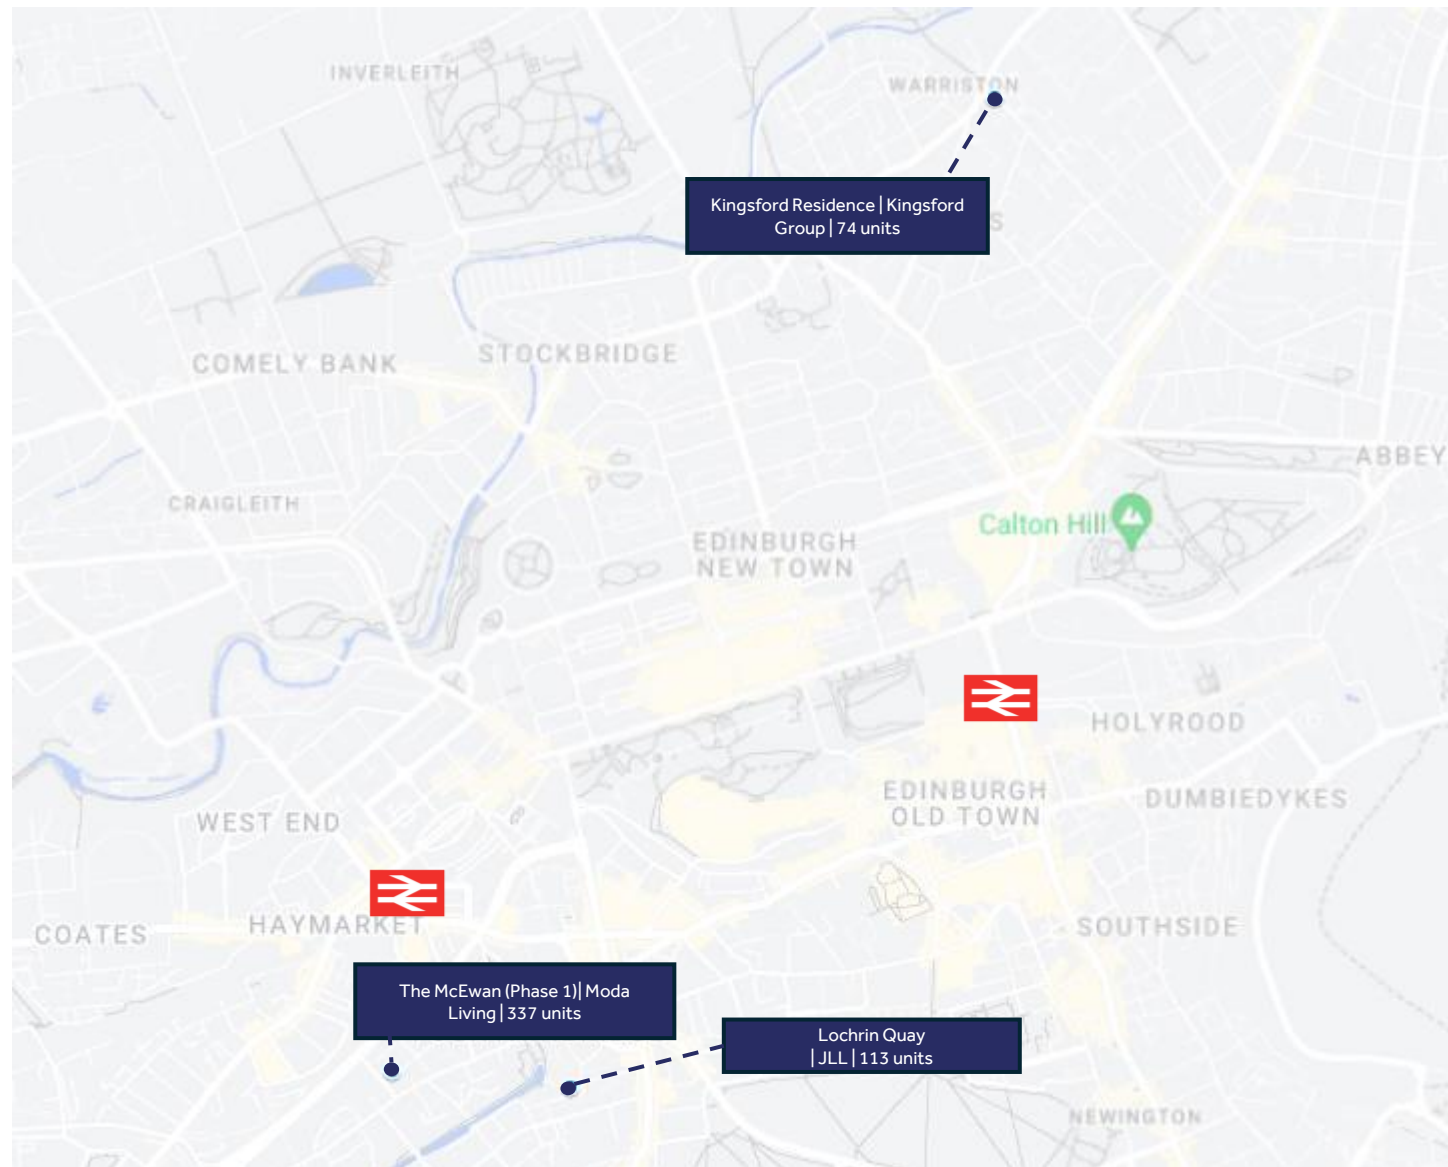 INVERLEITH
WARRISTON
Kingsford Residence | Kingsford
Group | 74 units
S
COMELY BANK
STOCKBRIDGE
ABBEY
CRAIGLEITH
Calton Hill
EDINBURGH
NEW TOWN
HOLYROOD
EDINBURGH
OLD TOWN
DUMBIEDYKES
WEST END
COATES
HAYMARKET
SOUTHSIDE
The McEwan (Phase 1)| Moda
Living | 337 units
Lochrin Quay
| JLL | 113 units
NEWINGTON